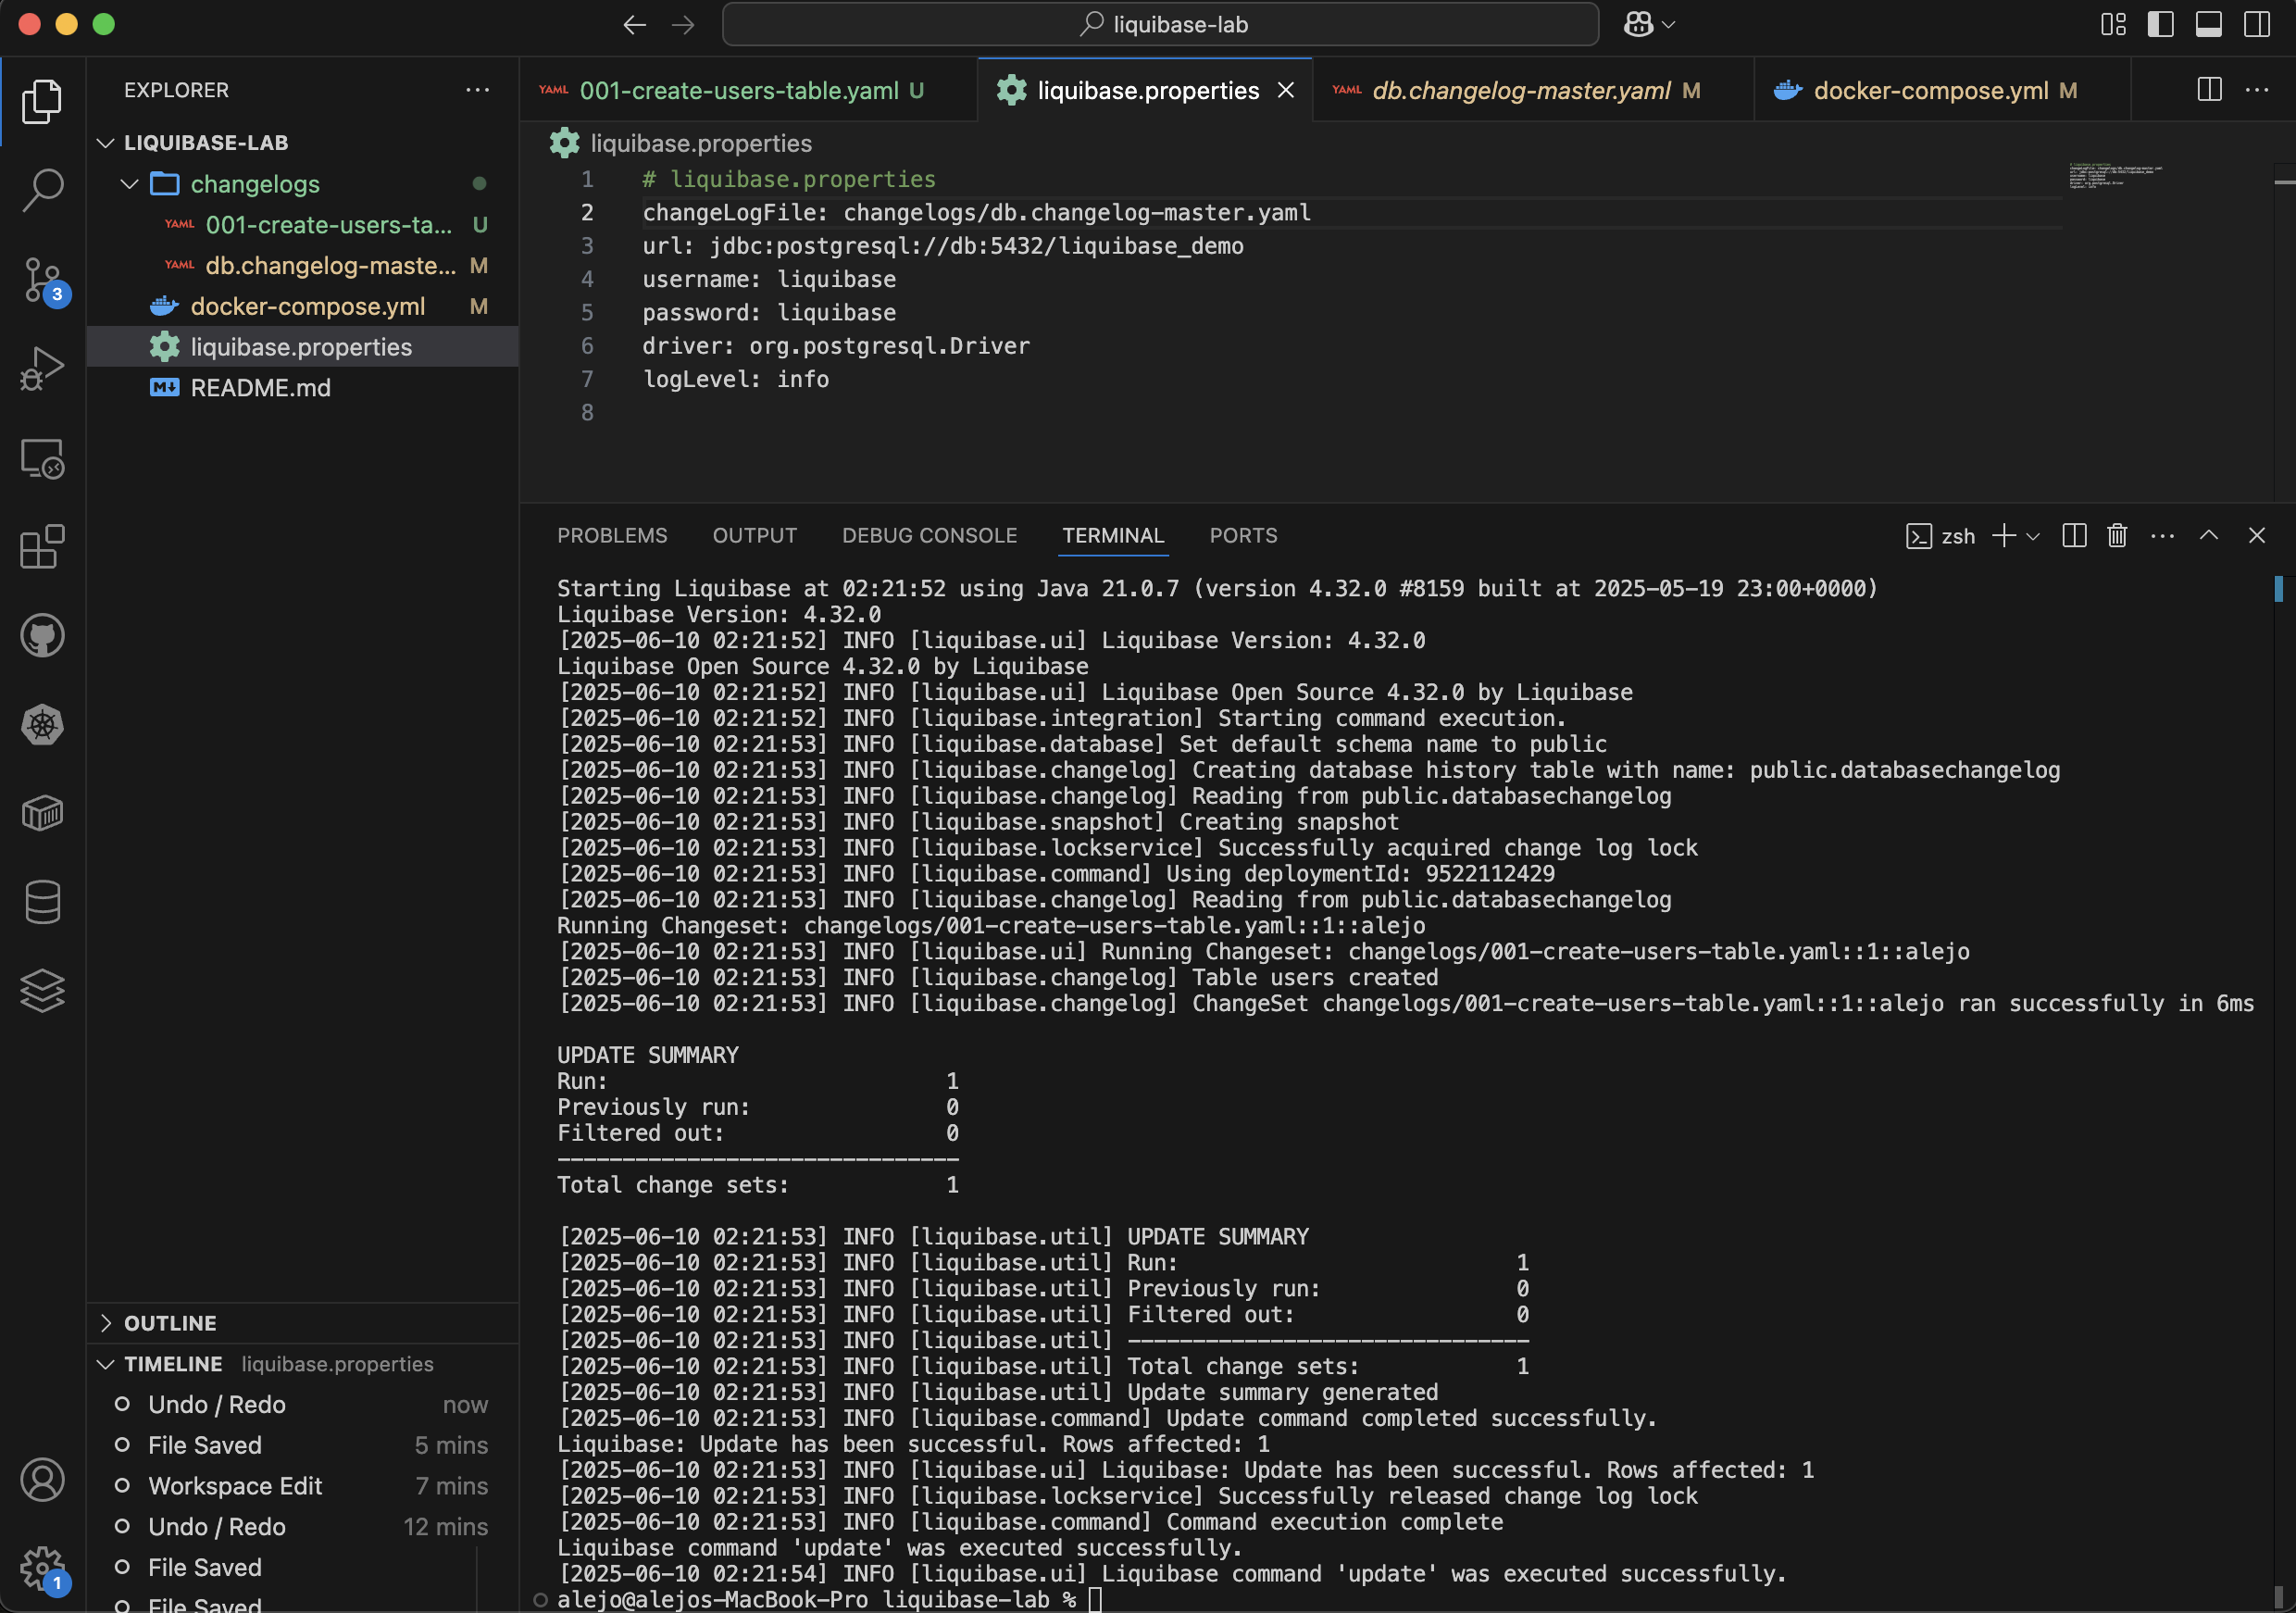 liquibase-lab
EXPLORER
LIQUIBASE-LAB
changelogs
YAML 001-create-users-ta... U
YAML db.changelog-maste... M
docker-compose.yml M
liquibase.properties
README.md
OUTLINE
TIMELINE liquibase.properties
Undo / Redo now
File Saved 5 mins
Workspace Edit 7 mins
Undo / Redo 12 mins
File Saved
File Saved
3
1
YAML 001-create-users-table.yaml U
liquibase.properties
YAML db.changelog-master.yaml M
docker-compose.yml M
liquibase.properties
1 # liquibase.properties
2 changeLogFile: changelogs/db.changelog-master.yaml
3 url: jdbc:postgresql://db:5432/liquibase_demo
4 username: liquibase
5 password: liquibase
6 driver: org.postgresql.Driver
7 logLevel: info
8
PROBLEMS OUTPUT DEBUG CONSOLE TERMINAL PORTS
zsh
Starting Liquibase at 02:21:52 using Java 21.0.7 (version 4.32.0 #8159 built at 2025-05-19 23:00+0000)
Liquibase Version: 4.32.0
[2025-06-10 02:21:52] INFO [liquibase.ui] Liquibase Version: 4.32.0
Liquibase Open Source 4.32.0 by Liquibase
[2025-06-10 02:21:52] INFO [liquibase.ui] Liquibase Open Source 4.32.0 by Liquibase
[2025-06-10 02:21:52] INFO [liquibase.integration] Starting command execution.
[2025-06-10 02:21:53] INFO [liquibase.database] Set default schema name to public
[2025-06-10 02:21:53] INFO [liquibase.changelog] Creating database history table with name: public.databasechangelog
[2025-06-10 02:21:53] INFO [liquibase.changelog] Reading from public.databasechangelog
[2025-06-10 02:21:53] INFO [liquibase.snapshot] Creating snapshot
[2025-06-10 02:21:53] INFO [liquibase.lockservice] Successfully acquired change log lock
[2025-06-10 02:21:53] INFO [liquibase.command] Using deploymentId: 9522112429
[2025-06-10 02:21:53] INFO [liquibase.changelog] Reading from public.databasechangelog
Running Changeset: changelogs/001-create-users-table.yaml::1::alejo
[2025-06-10 02:21:53] INFO [liquibase.ui] Running Changeset: changelogs/001-create-users-table.yaml::1::alejo
[2025-06-10 02:21:53] INFO [liquibase.changelog] Table users created
[2025-06-10 02:21:53] INFO [liquibase.changelog] ChangeSet changelogs/001-create-users-table.yaml::1::alejo ran successfully in 6ms
UPDATE SUMMARY
Run: 1
Previously run: 0
Filtered out: 0
-------------------------------
Total change sets: 1
[2025-06-10 02:21:53] INFO [liquibase.util] UPDATE SUMMARY
[2025-06-10 02:21:53] INFO [liquibase.util] Run: 1
[2025-06-10 02:21:53] INFO [liquibase.util] Previously run: 0
[2025-06-10 02:21:53] INFO [liquibase.util] Filtered out: 0
[2025-06-10 02:21:53] INFO [liquibase.util] -------------------------------
[2025-06-10 02:21:53] INFO [liquibase.util] Total change sets: 1
[2025-06-10 02:21:53] INFO [liquibase.util] Update summary generated
[2025-06-10 02:21:53] INFO [liquibase.command] Update command completed successfully.
Liquibase: Update has been successful. Rows affected: 1
[2025-06-10 02:21:53] INFO [liquibase.ui] Liquibase: Update has been successful. Rows affected: 1
[2025-06-10 02:21:53] INFO [liquibase.lockservice] Successfully released change log lock
[2025-06-10 02:21:53] INFO [liquibase.command] Command execution complete
Liquibase command 'update' was executed successfully.
[2025-06-10 02:21:54] INFO [liquibase.ui] Liquibase command 'update' was executed successfully.
alejo@alejos-MacBook-Pro liquibase-lab %